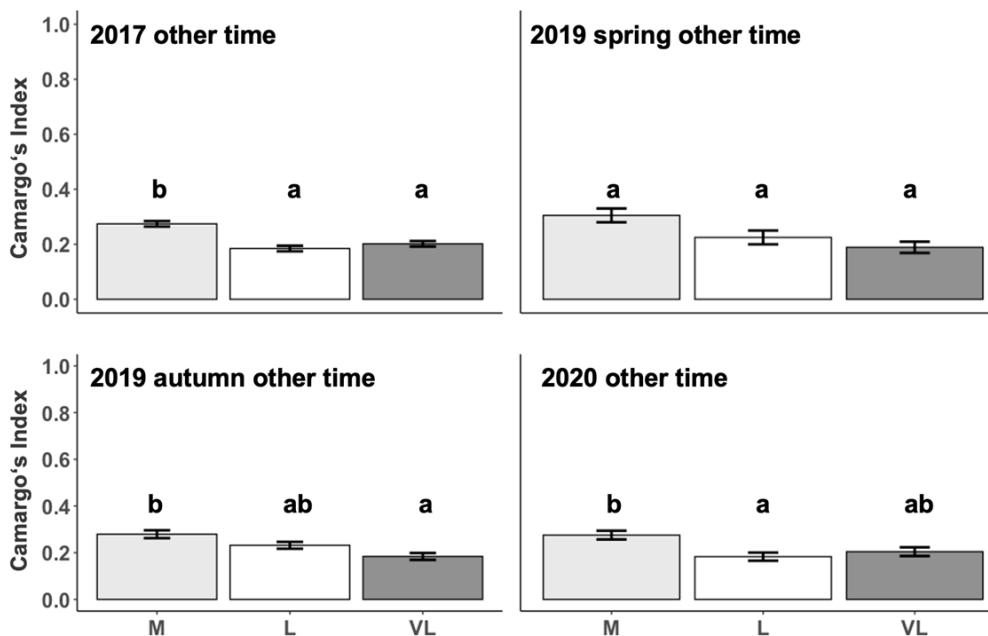 2017 other time
2019 spring other time
Camargo‘s Index
1.0
0.8
0.6
0.4
0.2
0.0
b a a
a a a
2019 autumn other time
2020 other time
Camargo‘s Index
1.0
0.8
0.6
0.4
0.2
0.0
b ab a
b a ab
M L VL
M L VL